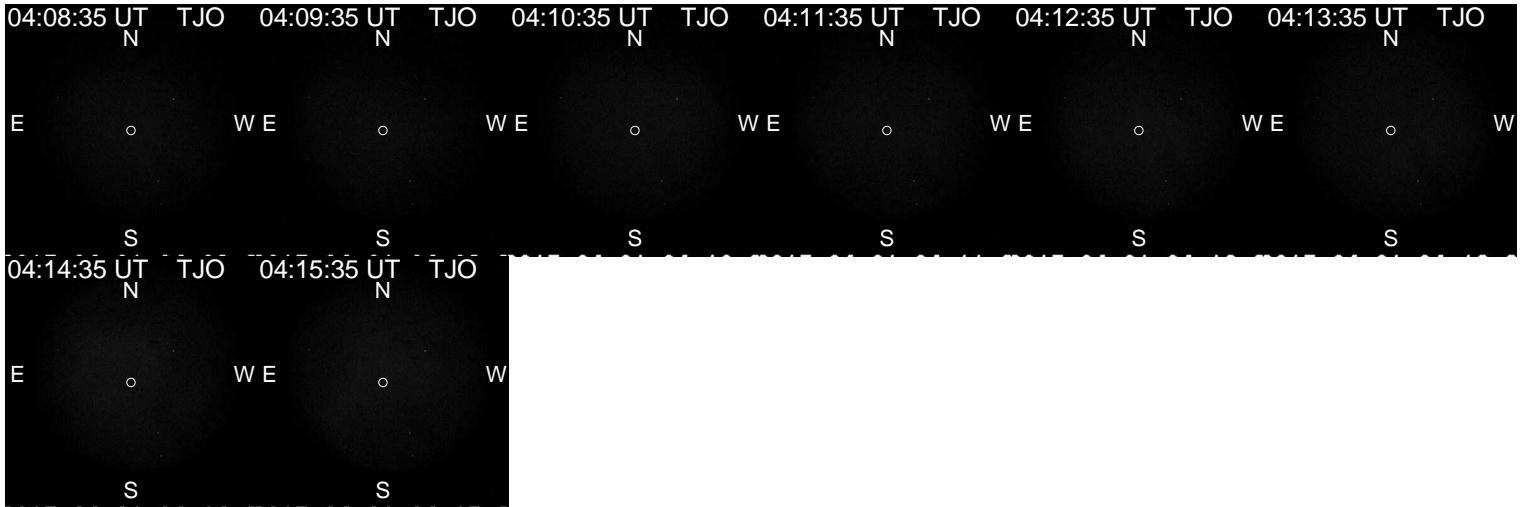 04:08:35 UT TJO 04:09:35 UT TJO 04:10:35 UT TJO 04:11:35 UT TJO 04:12:35 UT TJO 04:13:35 UT TJO
N N N N N N
E W E W E W E W E W E W
S S S S S S
04:14:35 UT TJO 04:15:35 UT TJO
N N
E W E W
S S